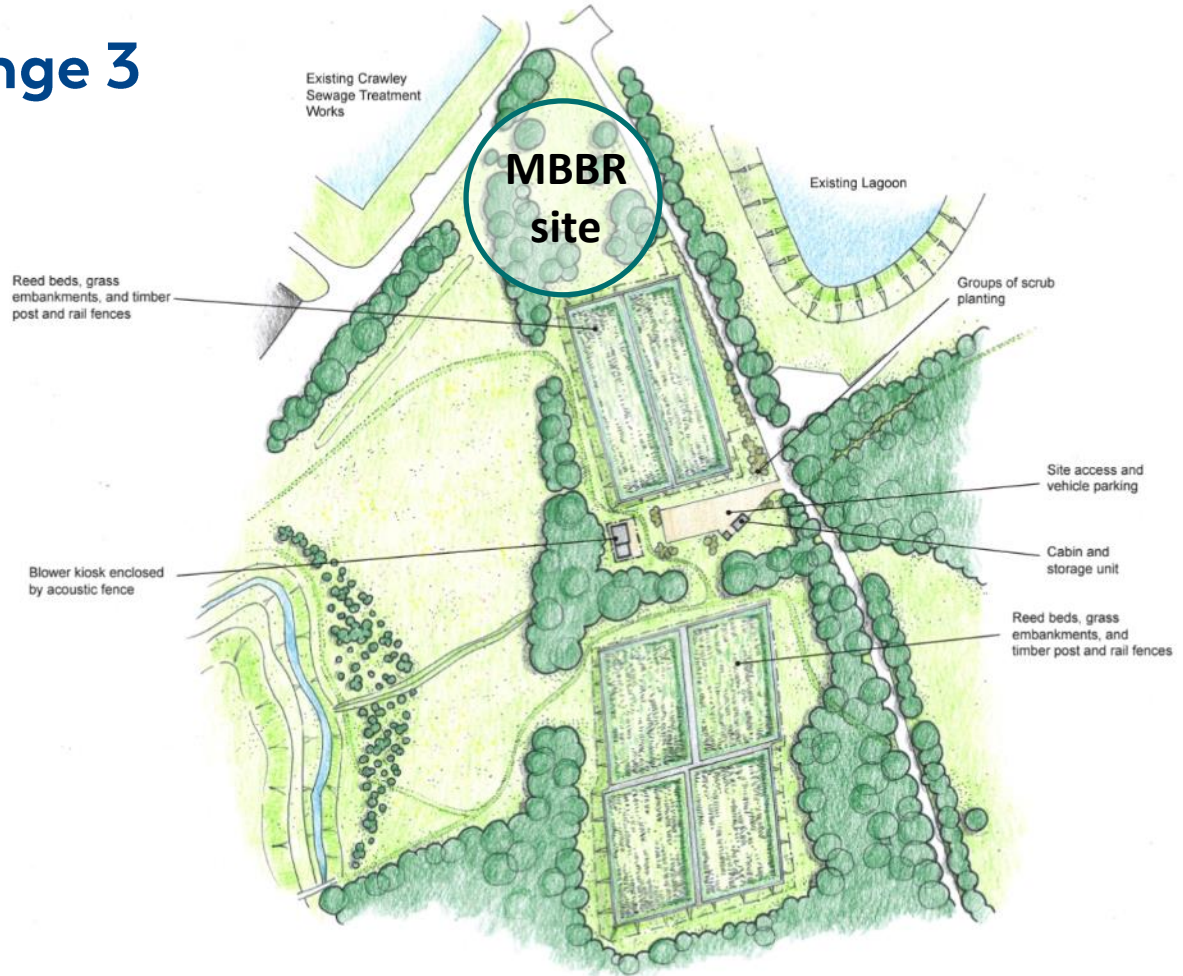 nge 3
Existing Crawley
Sewage Treatment
Works
MBBR
site
Existing Lagoon
Reed beds, grass
embankments, and timber
post and rail fences
Groups of scrub
planting
Site access and
vehicle parking
Cabin and
storage unit
Blower kiosk enclosed
by acoustic fence
Reed beds, grass
embankments, and
timber post and rail fences